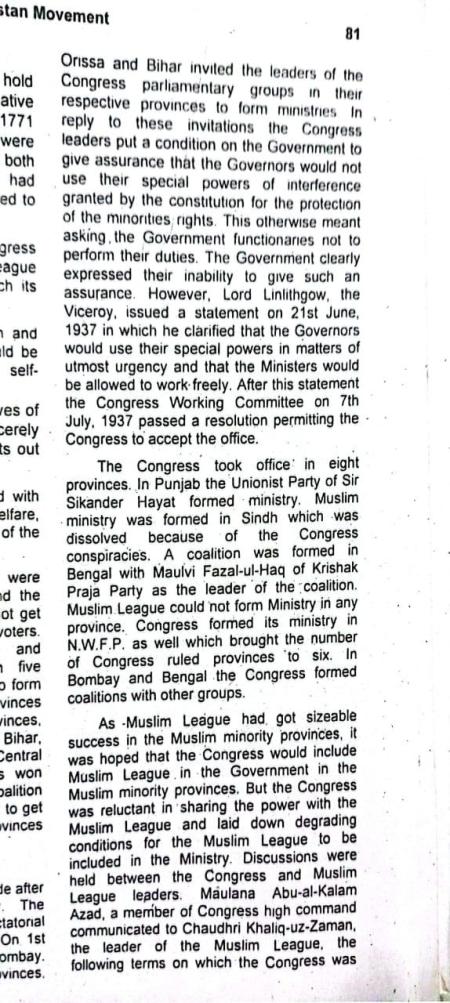 stan Movement
81
hold
ative
1771
were
both
had
ed to
gress
eague
ch its
n and
uld be
self-
ves of
cerely
ts out
d with
elfare,
of the
were
nd the
ot get
voters.
and
n five
o form
vinces
vinces,
Bihar,
Central
s won
oalition
to get
ovinces
de after
The
ctatorial
On 1st
ombay.
ovinces.
Orissa and Bihar invited the leaders of the
Congress parliamentary groups in their
respective provinces to form ministries. In
reply to these invitations the Congress
leaders put a condition on the Government to
give assurance that the Governors would not
use their special powers of interference
granted by the constitution for the protection
of the minorities rights. This otherwise meant
asking the Government functionaries not to
perform their duties. The Government clearly
expressed their inability to give such an
assurance. However, Lord Linlithgow, the
Viceroy, issued a statement on 21st June,
1937 in which he clarified that the Governors
would use their special powers in matters of
utmost urgency and that the Ministers would
be allowed to work freely. After this statement
the Congress Working Committee on 7th
July, 1937 passed a resolution permitting the
Congress to accept the office.
The Congress took office in eight
provinces. In Punjab the Unionist Party of Sir
Sikander Hayat formed ministry. Muslim
ministry was formed in Sindh which was
dissolved because of the Congress
conspiracies. A coalition was formed in
Bengal with Maulvi Fazal-ul-Haq of Krishak
Praja Party as the leader of the coalition.
Muslim League could not form Ministry in any
province. Congress formed its ministry in
N.W.F.P. as well which brought the number
of Congress ruled provinces to six. In
Bombay and Bengal the Congress formed
coalitions with other groups.
As Muslim League had got sizeable
success in the Muslim minority provinces, it
was hoped that the Congress would include
Muslim League in the Government in the
Muslim minority provinces. But the Congress
was reluctant in sharing the power with the
Muslim League and laid down degrading
conditions for the Muslim League to be
included in the Ministry. Discussions were
held between the Congress and Muslim
League leaders. Maulana Abu-al-Kalam
Azad, a member of Congress high command
communicated to Chaudhri Khaliq-uz-Zaman,
the leader of the Muslim League, the
following terms on which the Congress was